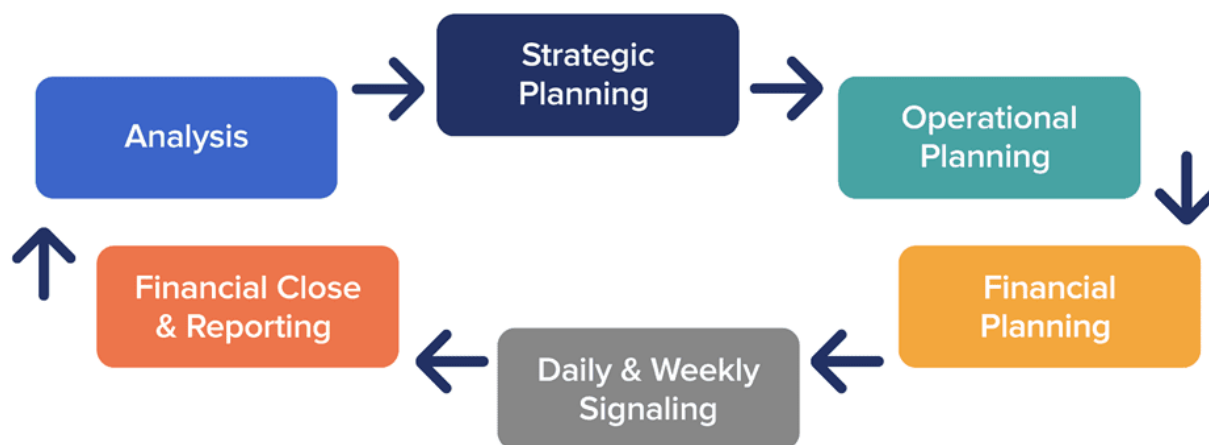 Strategic
Planning
Analysis
Operational
Planning
Financial Close
& Reporting
Financial
Planning
Daily & Weekly
Signaling